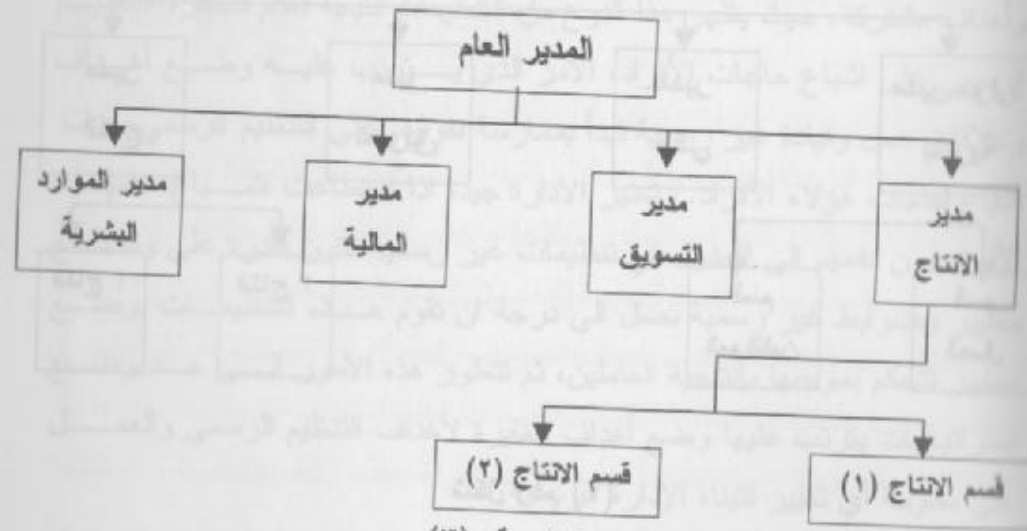 المدير العام
مدير
الانتاج
مدير
التسويق
مدير
المالية
مدير الموارد
البشرية
قسم الانتاج (١)
قسم الانتاج (٢)